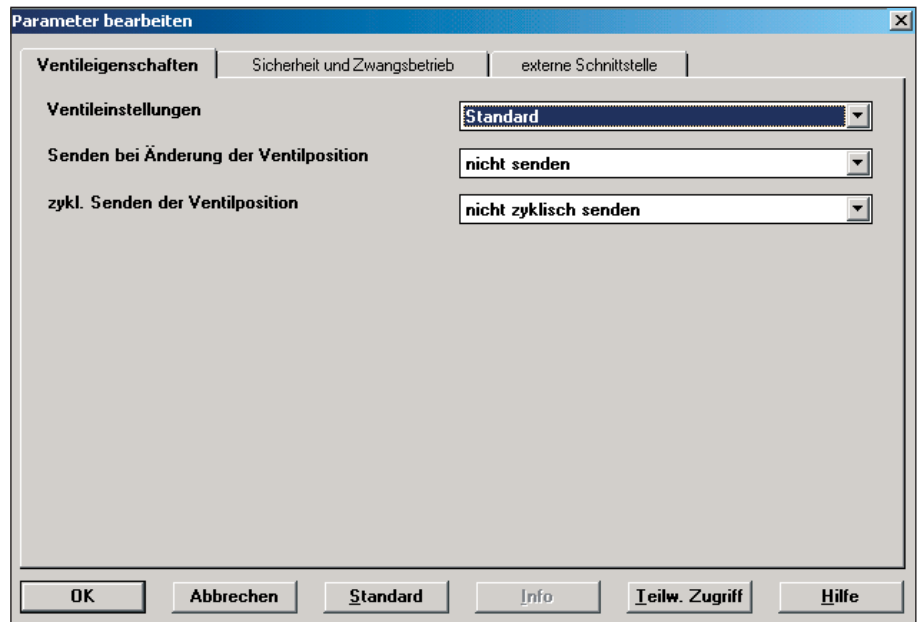 Parameter bearbeiten
Ventileigenschaften Sicherheit und Zwangsbetrieb externe Schnittstelle
Ventileinstellungen Standard
Senden bei Änderung der Ventilposition nicht senden
zykl. Senden der Ventilposition nicht zyklisch senden
OK Abbrechen Standard Info Teilw. Zugriff Hilfe